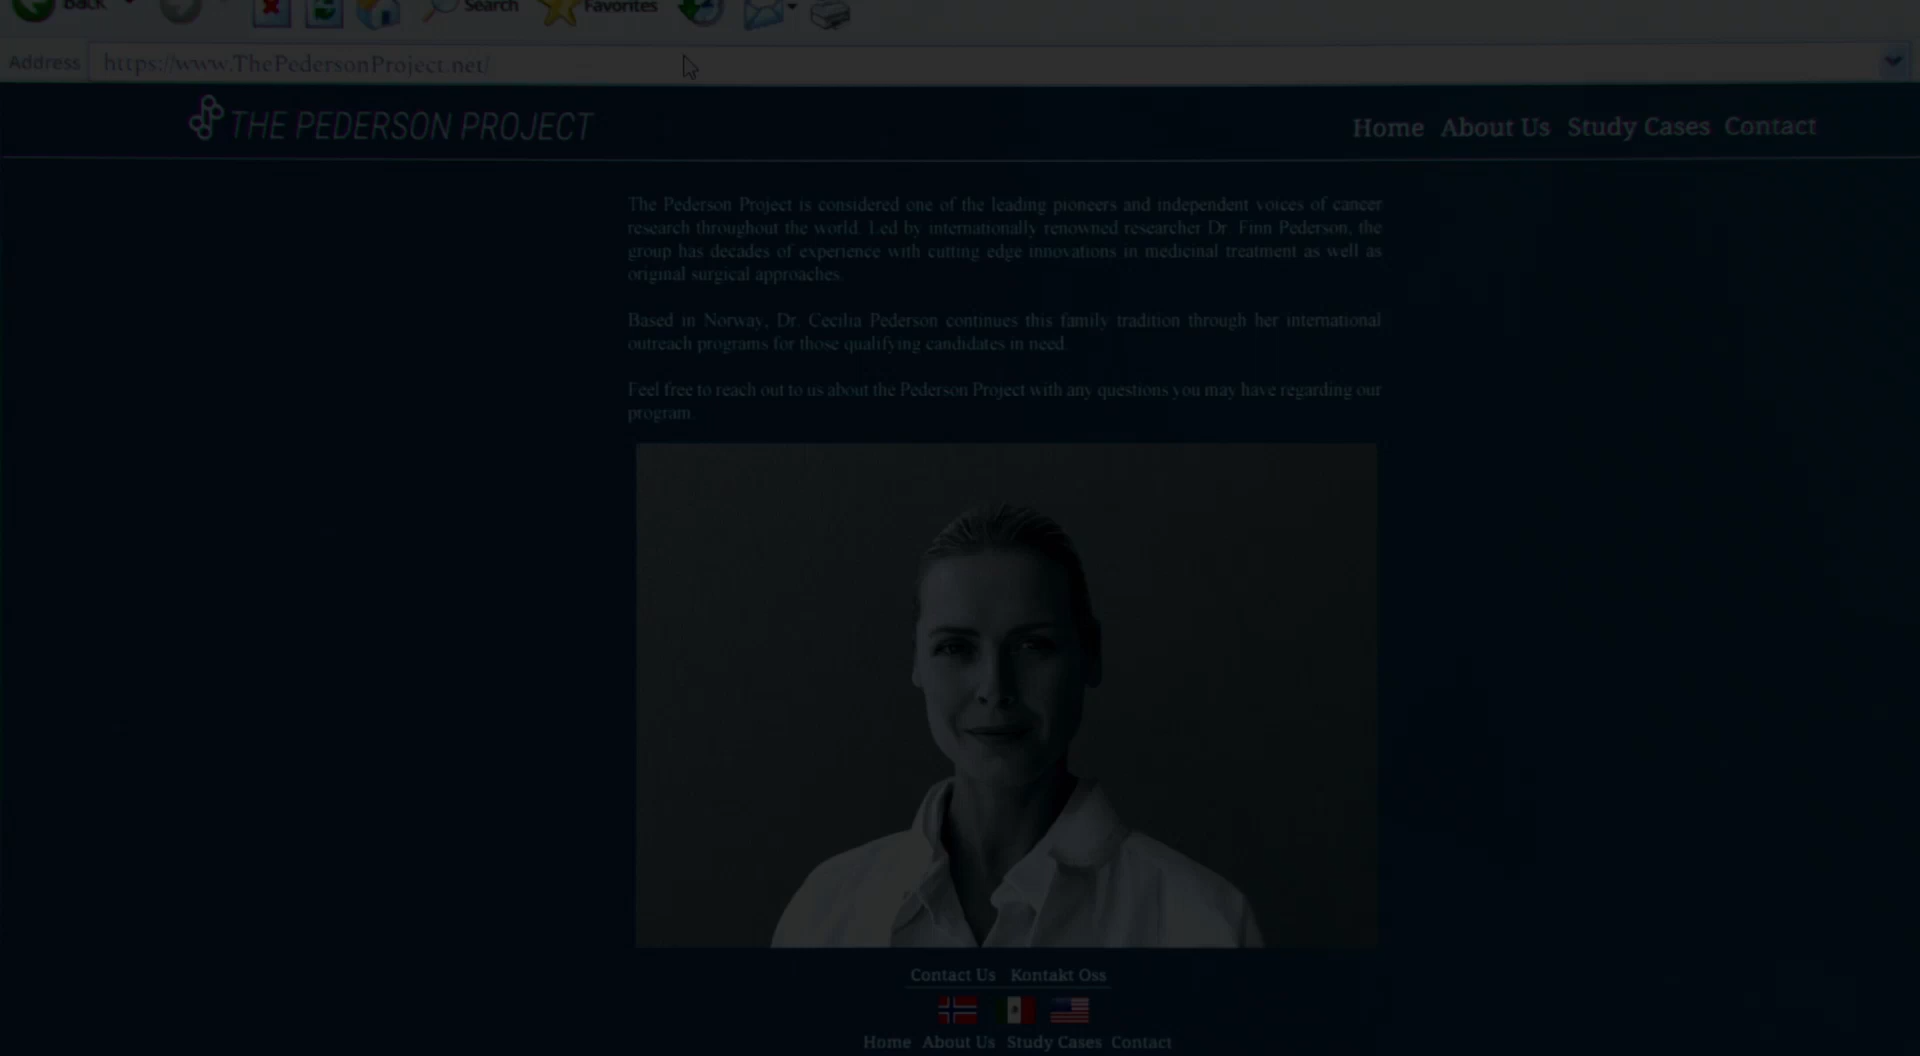 Back
Search
Favorites
Address
https://www.ThePedersonProject.net/
THE PEDERSON PROJECT
Home About Us Study Cases Contact
The Pederson Project is considered one of the leading pioneers and independent voices of cancer
research throughout the world. Led by internationally renowned researcher Dr. Finn Pederson, the
group has decades of experience with cutting edge innovations in medicinal treatment as well as
original surgical approaches.
Based in Norway, Dr. Cecilia Pederson continues this family tradition through her international
outreach programs for those qualifying candidates in need.
Feel free to reach out to us about the Pederson Project with any questions you may have regarding our
program.
Contact Us Kontakt Oss
Home About Us Study Cases Contact